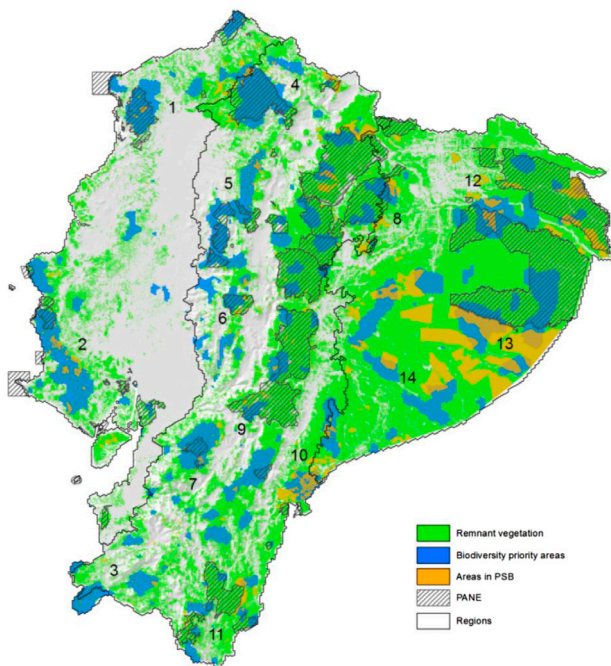 4
1
12
5
8
6
2
13
14
9
10
7
3
11
Remnant vegetation
Biodiversity priority areas
Areas in PSB
PANE
Regions